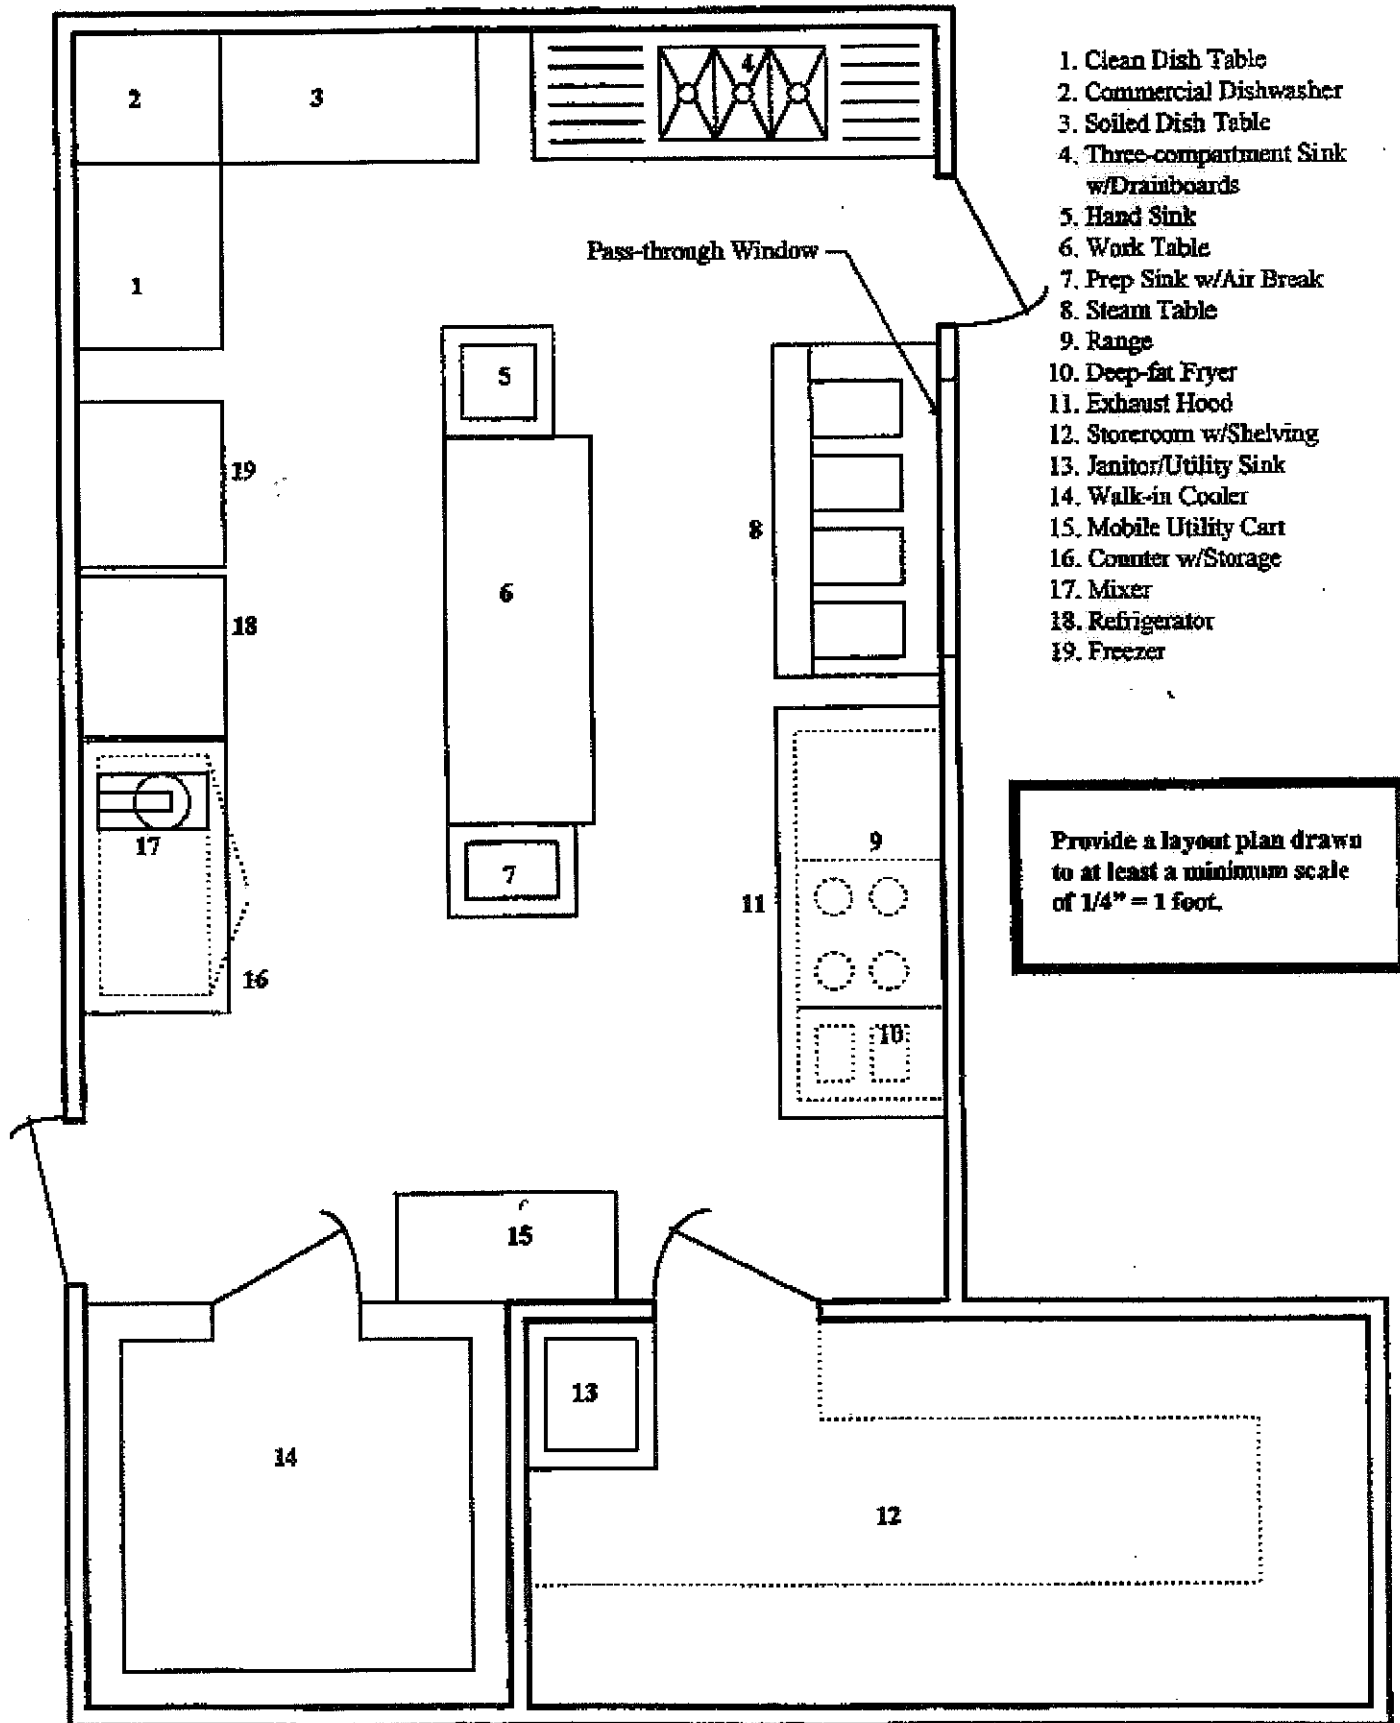 1. Clean Dish Table
2. Commercial Dishwasher
3. Soiled Dish Table
4. Three-compartment Sink
w/Drainboards
5. Hand Sink
6. Work Table
7. Prep Sink w/Air Break
8. Steam Table
9. Range
10. Deep-fat Fryer
11. Exhaust Hood
12. Storeroom w/Shelving
13. Janitor/Utility Sink
14. Walk-in Cooler
15. Mobile Utility Cart
16. Counter w/Storage
17. Mixer
18. Refrigerator
19. Freezer
2
3
4
1
Pass-through Window
5
19
8
6
18
17
9
7
11
16
10
15
13
14
12
Provide a layout plan drawn
to at least a minimum scale
of 1/4" = 1 foot.